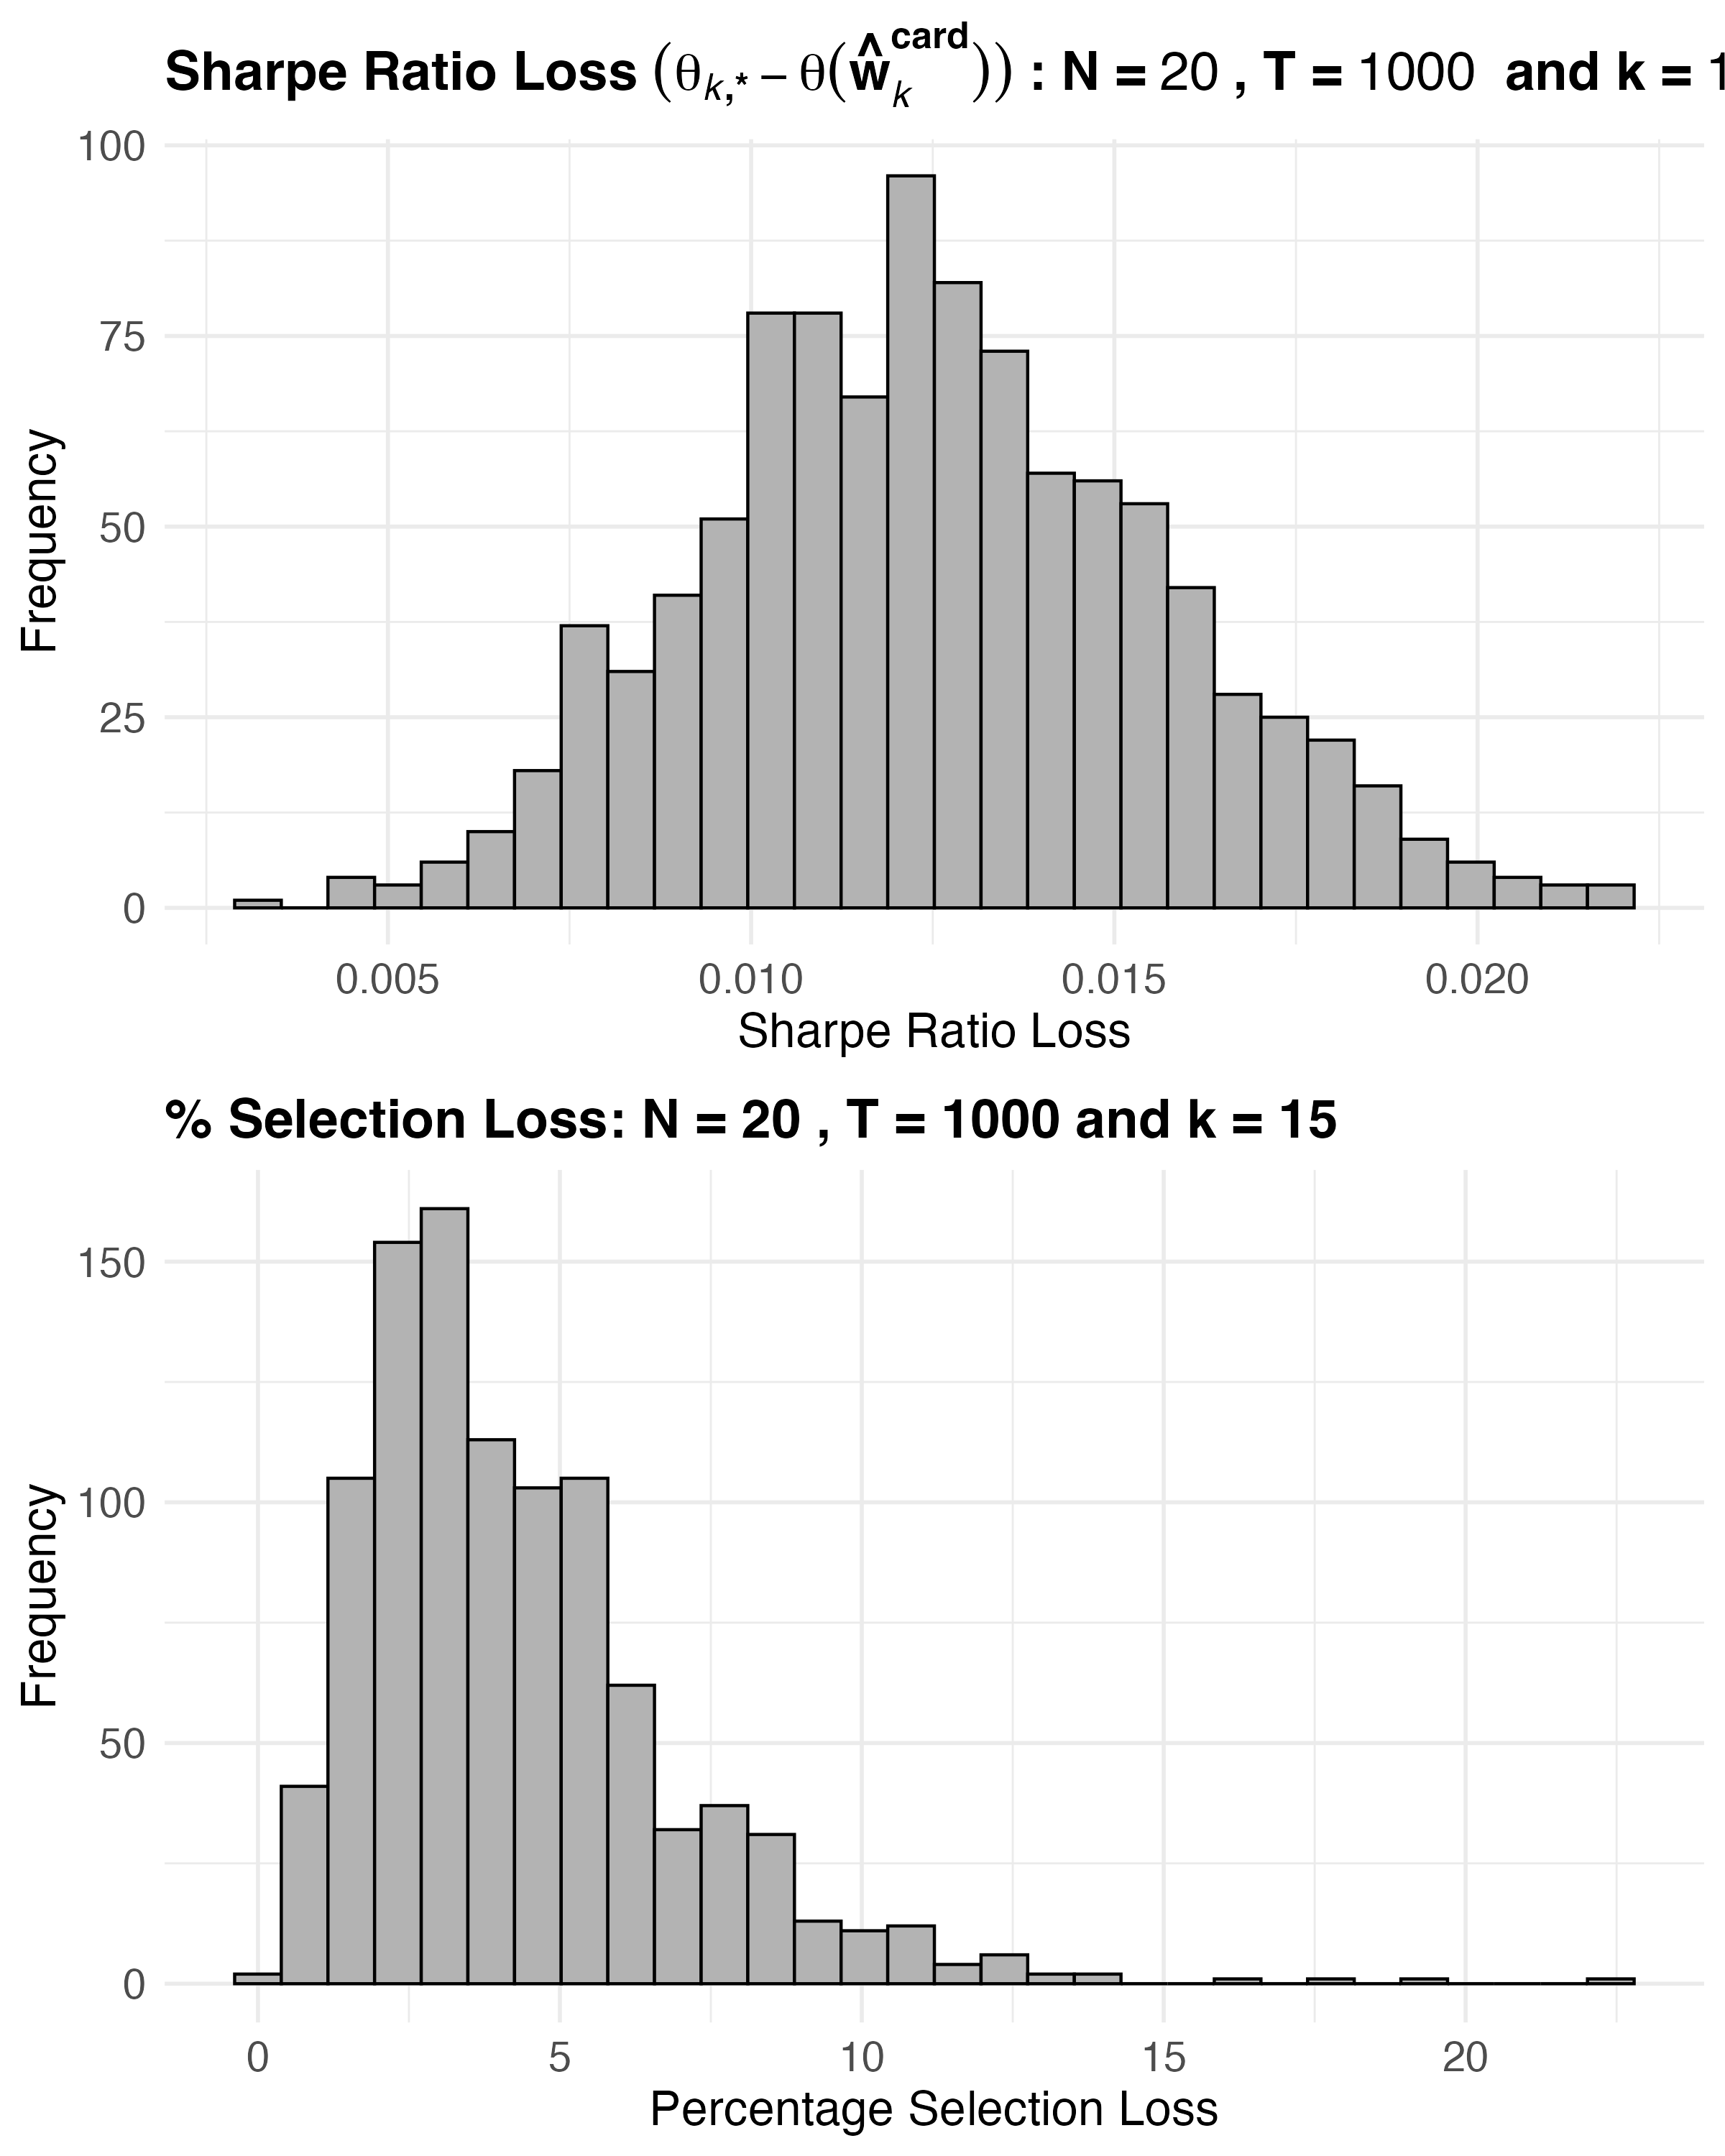 Sharpe Ratio Loss (θk,* − θ(ŵk^card)) : N = 20 , T = 1000 and k = 1
100
75
50
25
0
Frequency
0.005 0.010 0.015 0.020
Sharpe Ratio Loss
% Selection Loss: N = 20 , T = 1000 and k = 15
150
100
50
0
Frequency
0 5 10 15 20
Percentage Selection Loss